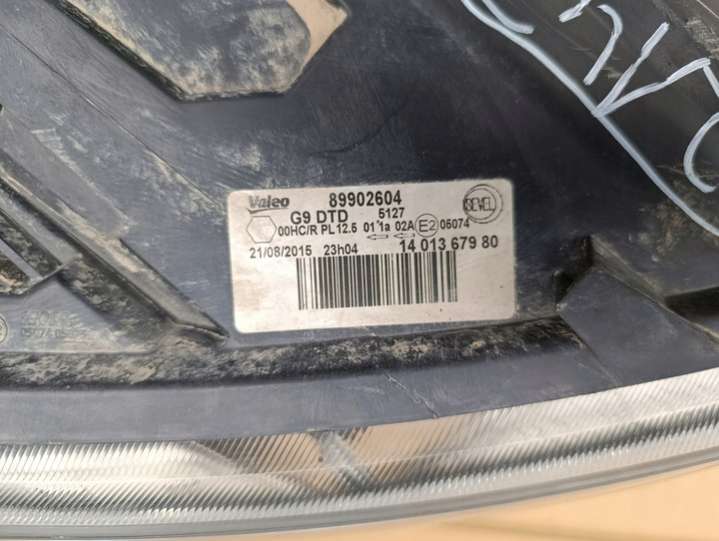 Valeo
89902604
G9 DTD
5127
SEVEL
00HC/R PL 12.5 01 1a 02A E2 05074
21/08/2015 23h04
14 013 679 80